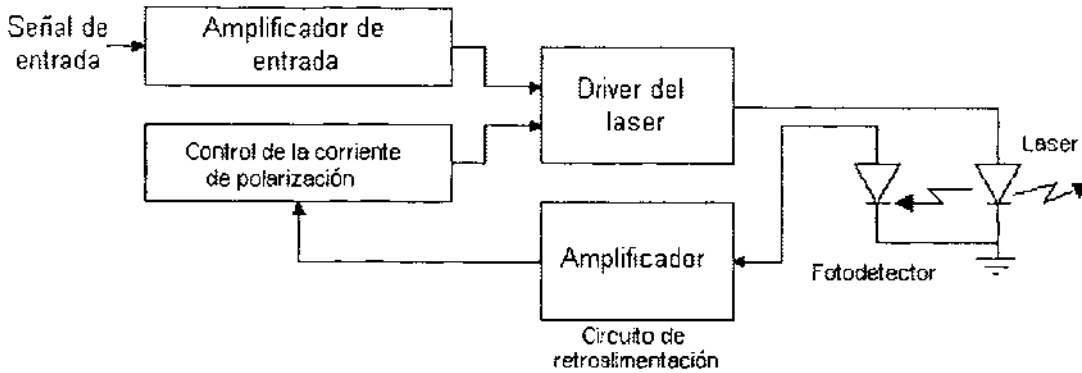 Señal de
entrada
Amplificador de
entrada
Driver del
laser
Control de la corriente
de polarización
Laser
Amplificador
Fotodetector
Circuito de
retroalimentación